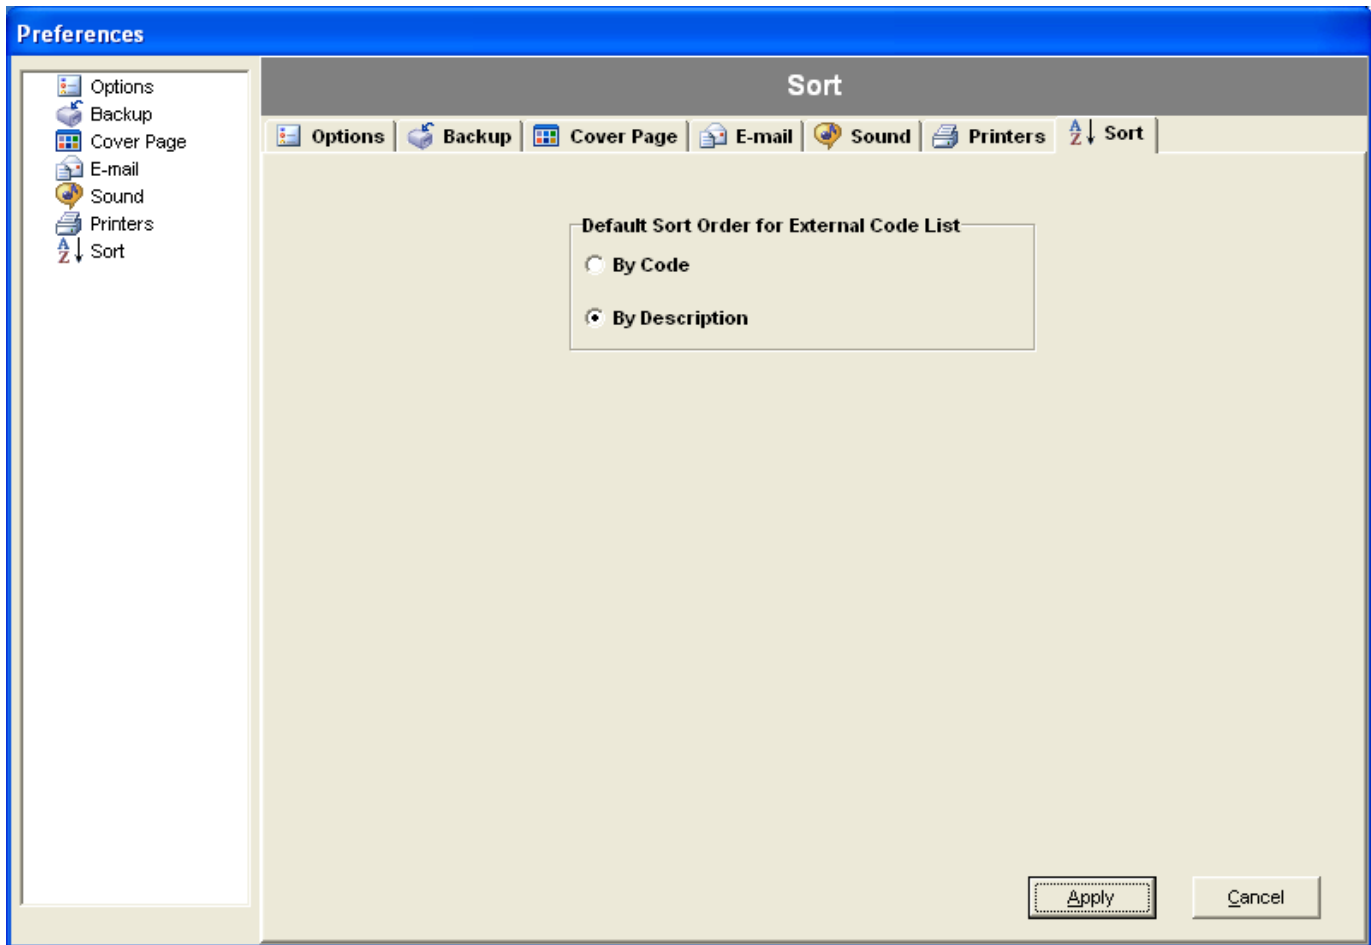 Preferences
Options
Backup
Cover Page
E-mail
Sound
Printers
Sort
Sort
Options Backup Cover Page E-mail Sound Printers Sort
Default Sort Order for External Code List
By Code
By Description
Apply Cancel